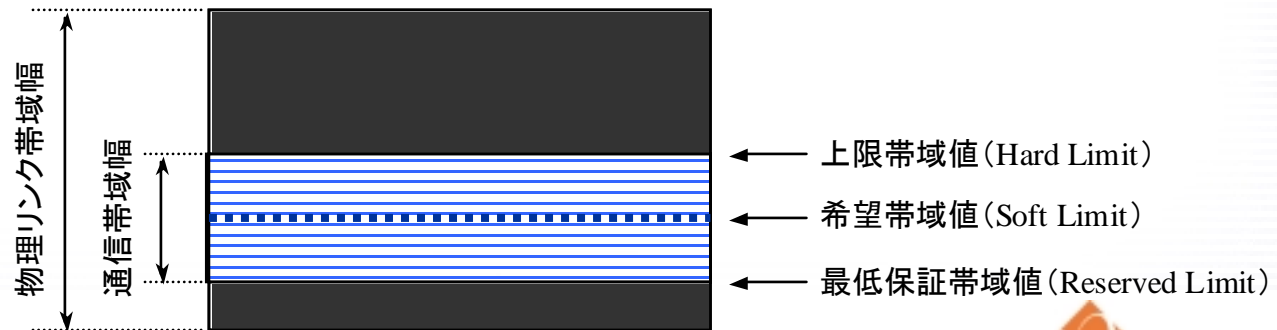 物理リンク帯域幅
通信帯域幅
上限帯域値(Hard Limit)
希望帯域値(Soft Limit)
最低保証帯域値(Reserved Limit)